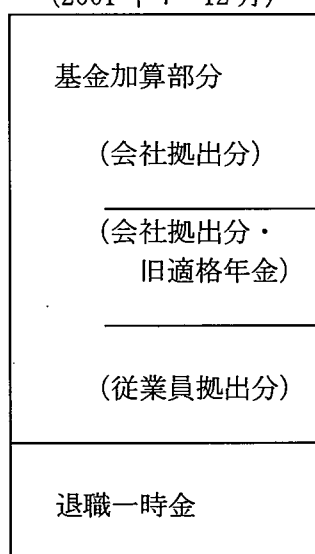 基金加算部分
(会社拠出分)
(会社拠出分・
旧適格年金)
(従業員拠出分)
退職一時金